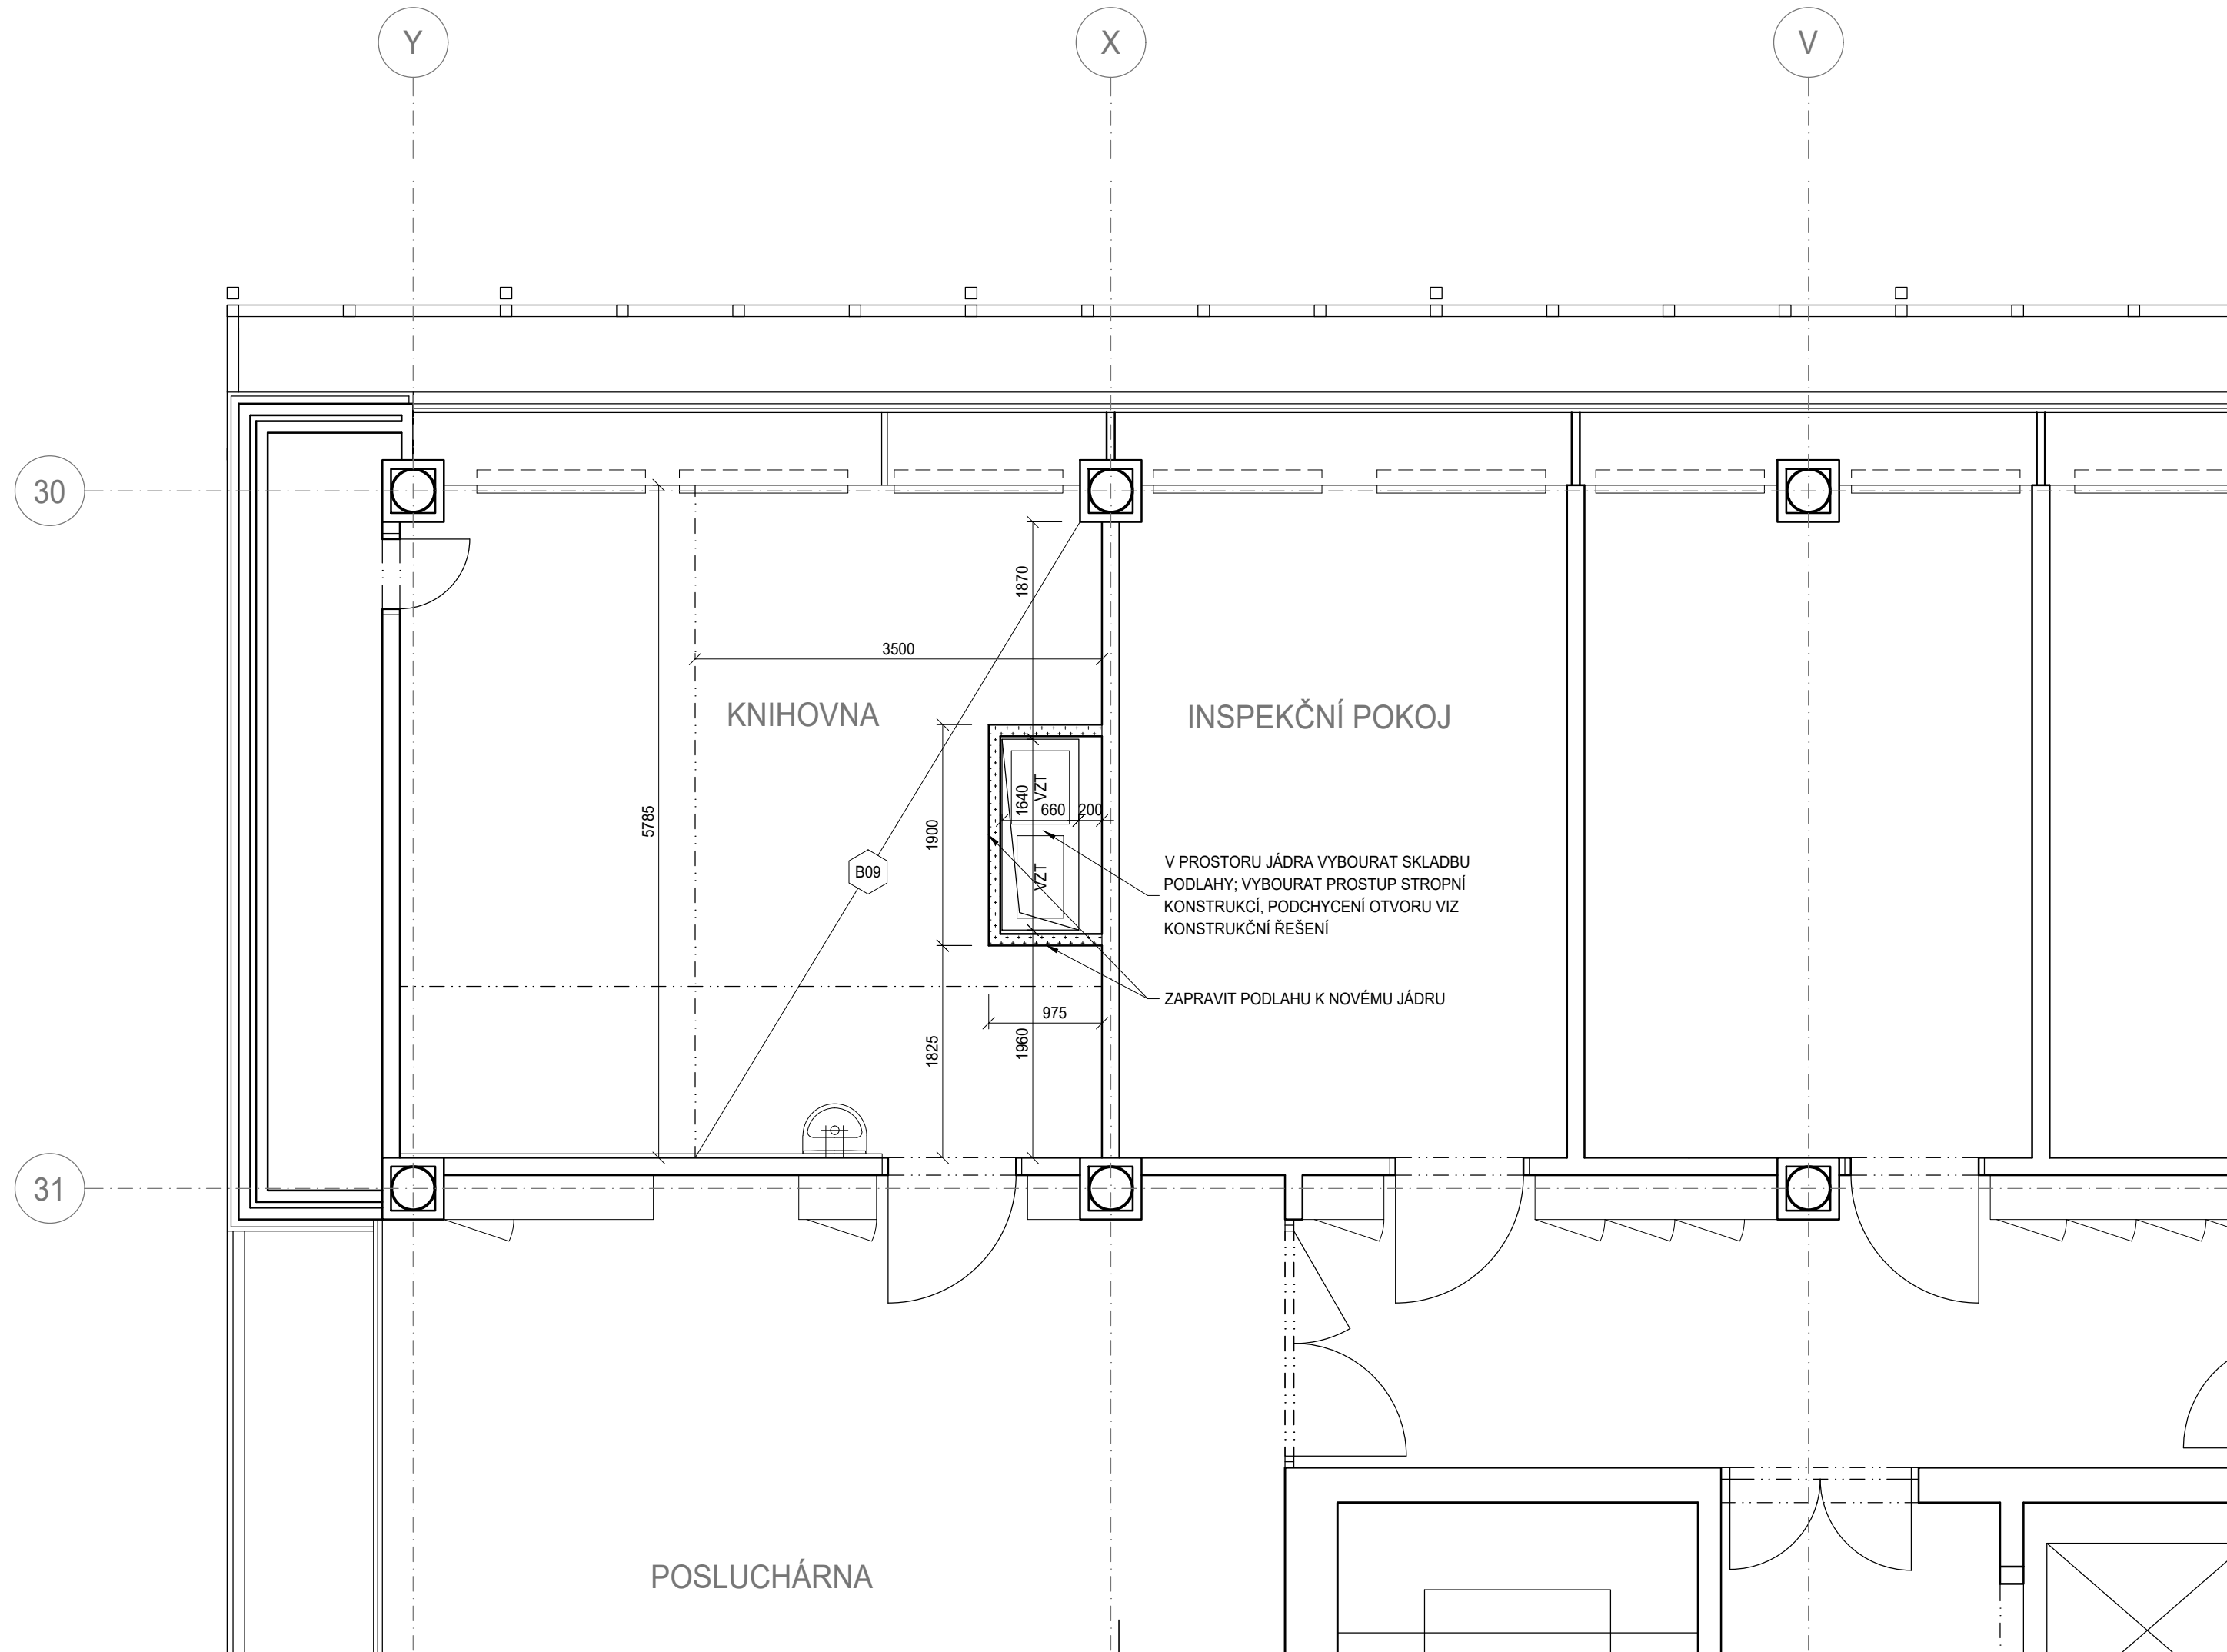 Y
X
V
30
1870
3500
KNIHOVNA
INSPEKČNÍ POKOJ
5785
1900
1640
VZT
660
200
VZT
B09
V PROSTORU JÁDRA VYBOURAT SKLADBU
PODLAHY; VYBOURAT PROSTUP STROPNÍ
KONSTRUKCÍ, PODCHYCENÍ OTVORU VIZ
KONSTRUKČNÍ ŘEŠENÍ
ZAPRAVIT PODLAHU K NOVÉMU JÁDRU
975
1825
1960
31
POSLUCHÁRNA